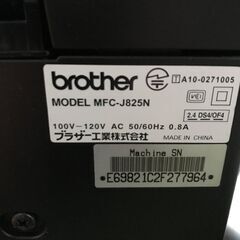 brother
T A10-0271005
MODEL MFC-J825N
2.4 DS4/OF4
100V-120V AC 50/60Hz 0.8A
ブラザー工業株式会社
MADE IN CHINA
Machine SN
E69821C2F277964